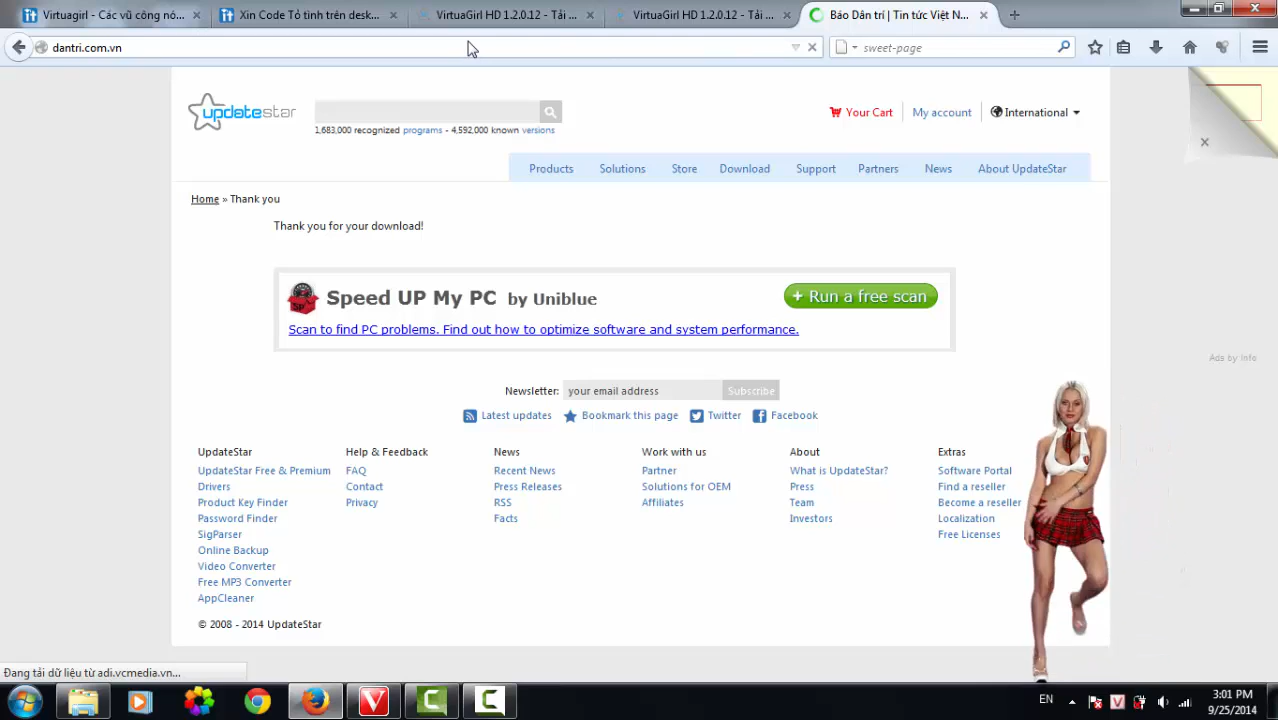 Virtuagirl - Các vũ công nó...
Xin Code Tỏ tình trên desk...
VirtuaGirl HD 1.2.0.12 - Tải ...
VirtuaGirl HD 1.2.0.12 - Tải ...
Báo Dân trí | Tin tức Việt N...
dantri.com.vn
sweet-page
updatestar
1,683,000 recognized programs - 4,592,000 known versions
Your Cart
My account
International
Products
Solutions
Store
Download
Support
Partners
News
About UpdateStar
Home » Thank you
Thank you for your download!
Speed UP My PC by Uniblue
+ Run a free scan
Scan to find PC problems. Find out how to optimize software and system performance.
Ads by Info
Newsletter: your email address Subscribe
Latest updates
Bookmark this page
Twitter
Facebook
UpdateStar
UpdateStar Free & Premium
Drivers
Product Key Finder
Password Finder
SigParser
Online Backup
Video Converter
Free MP3 Converter
AppCleaner
Help & Feedback
FAQ
Contact
Privacy
News
Recent News
Press Releases
RSS
Facts
Work with us
Partner
Solutions for OEM
Affiliates
About
What is UpdateStar?
Press
Team
Investors
Extras
Software Portal
Find a reseller
Become a reseller
Localization
Free Licenses
© 2008 - 2014 UpdateStar
Đang tải dữ liệu từ adi.vcmedia.vn...
EN
3:01 PM
9/25/2014